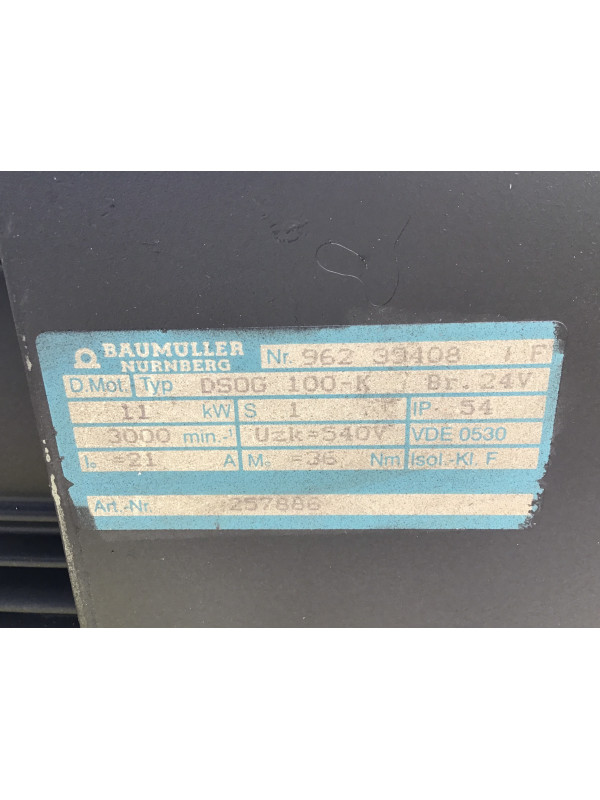 BAUMÜLLER
NÜRNBERG
Nr. 962 39408 / F
D.Mot. Typ DSOG 100-K Br. 24V
11 kW S 1 IP 54
3000 min.-¹ Uzk=540V VDE 0530
I₀ =21 A M₀ =36 Nm Isol.-Kl. F
Art.-Nr. 257886